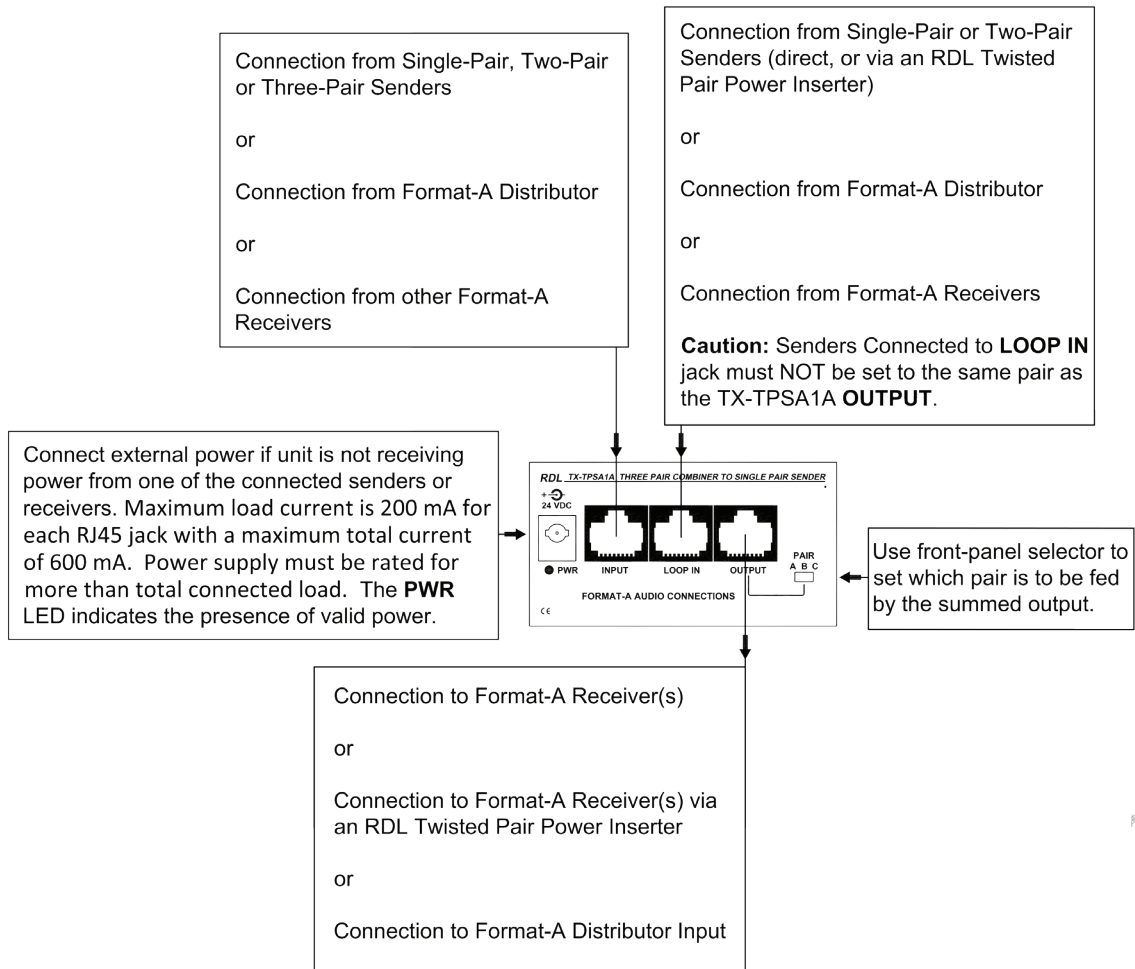 Connection from Single-Pair, Two-Pair
or Three-Pair Senders
or
Connection from Format-A Distributor
or
Connection from other Format-A
Receivers
Connection from Single-Pair or Two-Pair
Senders (direct, or via an RDL Twisted
Pair Power Inserter)
or
Connection from Format-A Distributor
or
Connection from Format-A Receivers
Caution: Senders Connected to LOOP IN
jack must NOT be set to the same pair as
the TX-TPSA1A OUTPUT.
Connect external power if unit is not receiving
power from one of the connected senders or
receivers. Maximum load current is 200 mA for
each RJ45 jack with a maximum total current
of 600 mA. Power supply must be rated for
more than total connected load. The PWR
LED indicates the presence of valid power.
RDL TX-TPSA1A THREE PAIR COMBINER TO SINGLE PAIR SENDER
+ -
24 VDC
PWR
INPUT
LOOP IN
OUTPUT
PAIR
A B C
FORMAT-A AUDIO CONNECTIONS
CE
Use front-panel selector to
set which pair is to be fed
by the summed output.
Connection to Format-A Receiver(s)
or
Connection to Format-A Receiver(s) via
an RDL Twisted Pair Power Inserter
or
Connection to Format-A Distributor Input